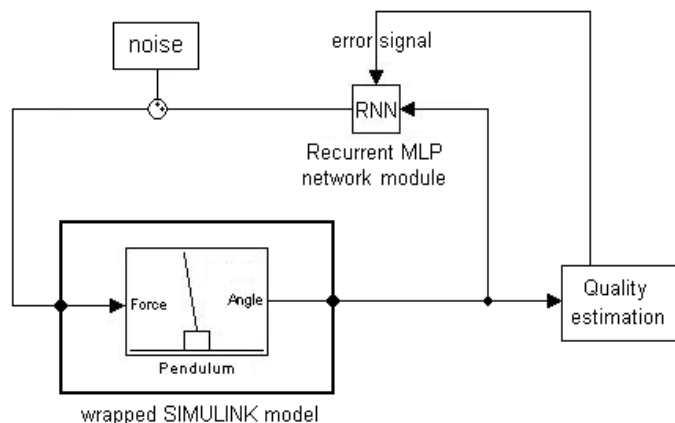 noise
error signal
RNN
Recurrent MLP
network module
Force
Angle
Pendulum
Quality
estimation
wrapped SIMULINK model